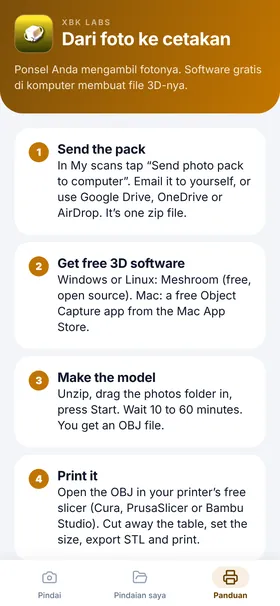 XBK LABS
Dari foto ke cetakan
Ponsel Anda mengambil fotonya. Software gratis
di komputer membuat file 3D-nya.
1
Send the pack
In My scans tap “Send photo pack
to computer”. Email it to yourself, or
use Google Drive, OneDrive or
AirDrop. It’s one zip file.
2
Get free 3D software
Windows or Linux: Meshroom (free,
open source). Mac: a free Object
Capture app from the Mac App
Store.
3
Make the model
Unzip, drag the photos folder in,
press Start. Wait 10 to 60 minutes.
You get an OBJ file.
4
Print it
Open the OBJ in your printer’s free
slicer (Cura, PrusaSlicer or Bambu
Studio). Cut away the table, set the
size, export STL and print.
Pindai
Pindaian saya
Panduan